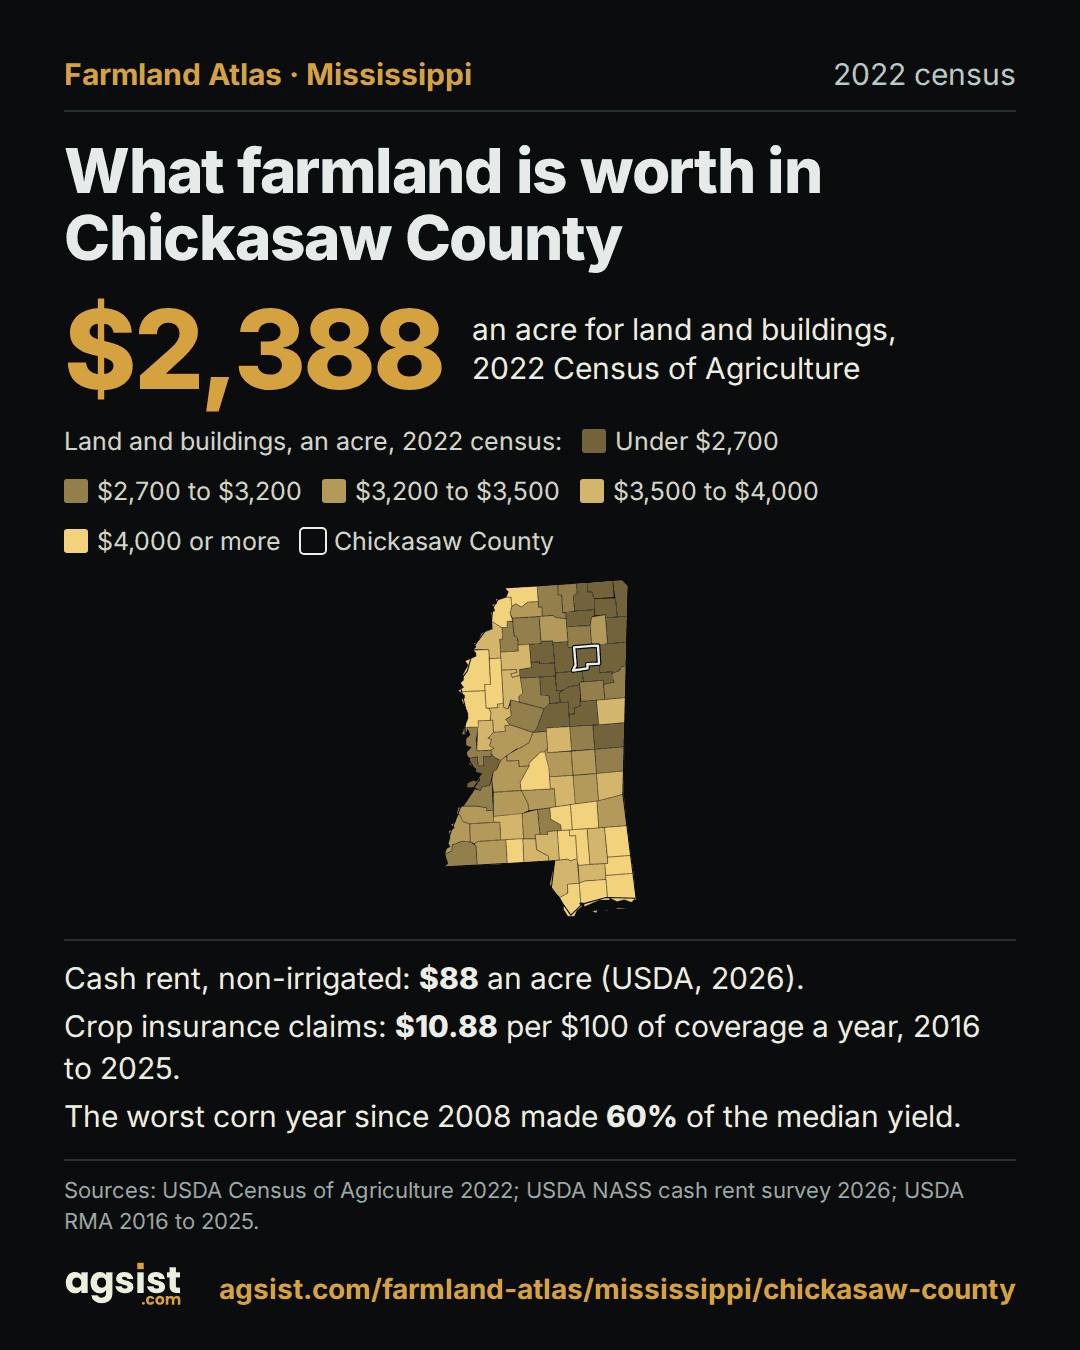 Farmland Atlas · Mississippi
2022 census
What farmland is worth in
Chickasaw County
$2,388
an acre for land and buildings,
2022 Census of Agriculture
Land and buildings, an acre, 2022 census: Under $2,700
$2,700 to $3,200 $3,200 to $3,500 $3,500 to $4,000
$4,000 or more Chickasaw County
Cash rent, non-irrigated: $88 an acre (USDA, 2026).
Crop insurance claims: $10.88 per $100 of coverage a year, 2016
to 2025.
The worst corn year since 2008 made 60% of the median yield.
Sources: USDA Census of Agriculture 2022; USDA NASS cash rent survey 2026; USDA
RMA 2016 to 2025.
agsist
.com
agsist.com/farmland-atlas/mississippi/chickasaw-county